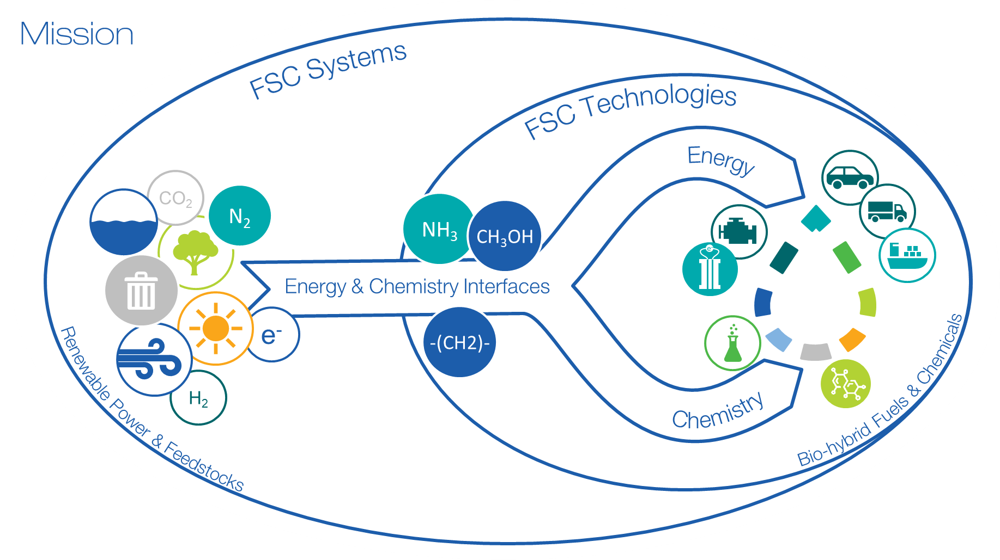 Mission
FSC Systems
FSC Technologies
Energy
CO₂
N₂
NH₃
CH₃OH
e⁻
Energy & Chemistry Interfaces
e⁻
-(CH2)-
H₂
Chemistry
Renewable Power & Feedstocks
Bio-hybrid Fuels & Chemicals